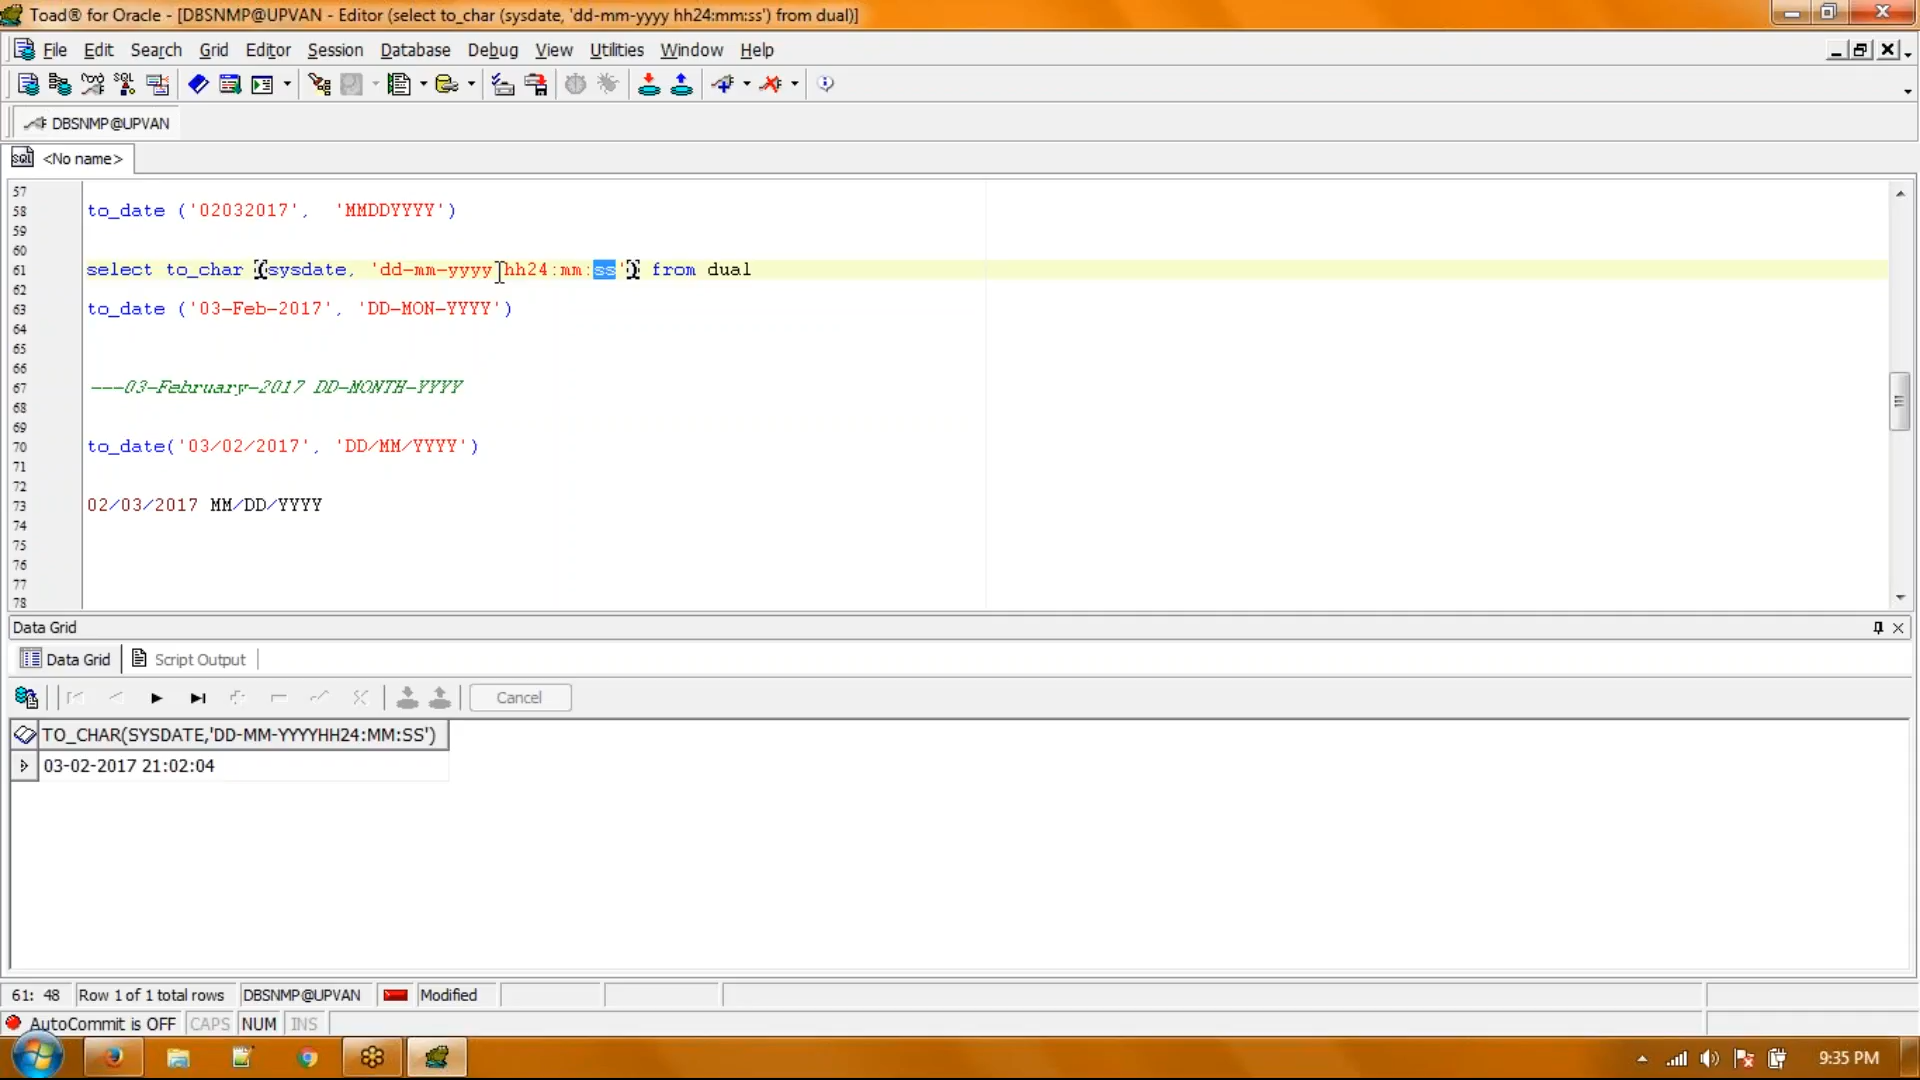 Toad® for Oracle - [DBSNMP@UPVAN - Editor (select to_char (sysdate, 'dd-mm-yyyy hh24:mm:ss') from dual)]
File Edit Search Grid Editor Session Database Debug View Utilities Window Help
DBSNMP@UPVAN
SQL <No name>
57
58 to_date ('02032017', 'MMDDYYYY')
59
60
61 select to_char (sysdate, 'dd-mm-yyyy hh24:mm:ss') from dual
62
63 to_date ('03-Feb-2017', 'DD-MON-YYYY')
64
65
66
67 ---03-February-2017 DD-MONTH-YYYY
68
69
70 to_date('03/02/2017', 'DD/MM/YYYY')
71
72
73 02/03/2017 MM/DD/YYYY
74
75
76
77
78
Data Grid
Data Grid Script Output
Cancel
TO_CHAR(SYSDATE,'DD-MM-YYYYHH24:MM:SS')
03-02-2017 21:02:04
61: 48 Row 1 of 1 total rows DBSNMP@UPVAN Modified
AutoCommit is OFF CAPS NUM INS
9:35 PM